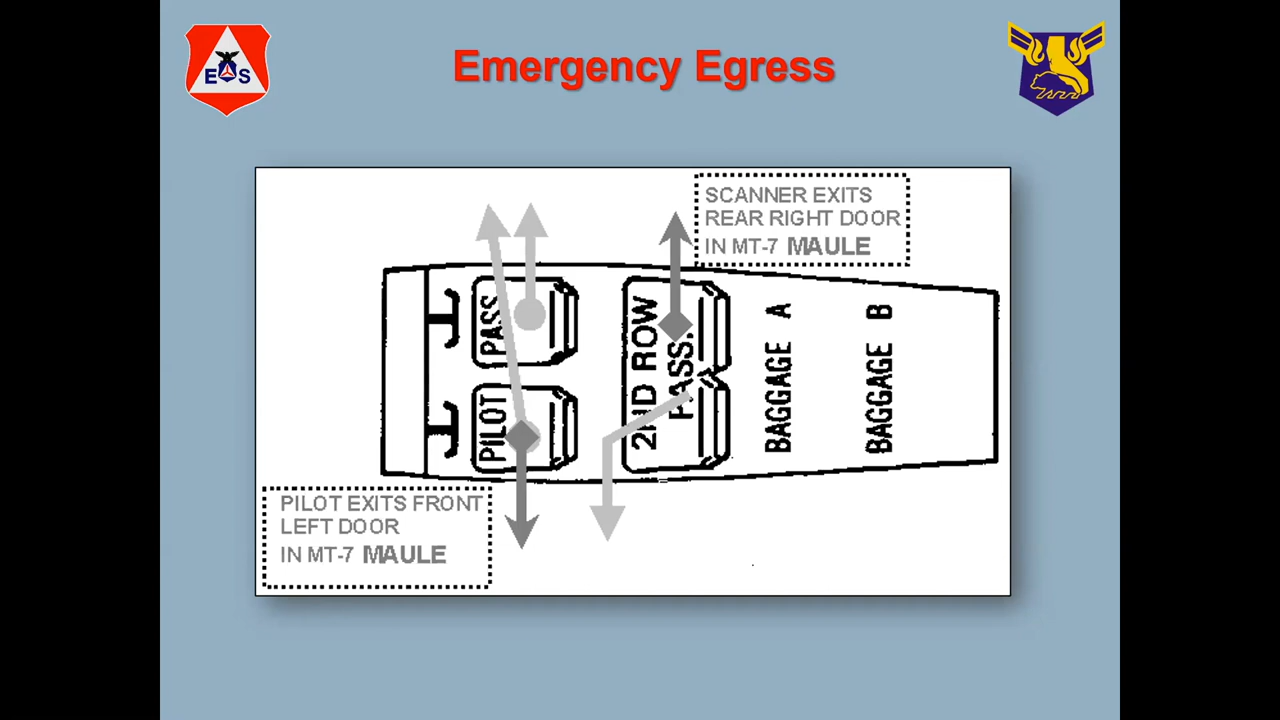 Emergency Egress
E S
SCANNER EXITS
REAR RIGHT DOOR
IN MT-7 MAULE
PASS
PILOT
2ND ROW
PASS.
BAGGAGE A
BAGGAGE B
PILOT EXITS FRONT
LEFT DOOR
IN MT-7 MAULE